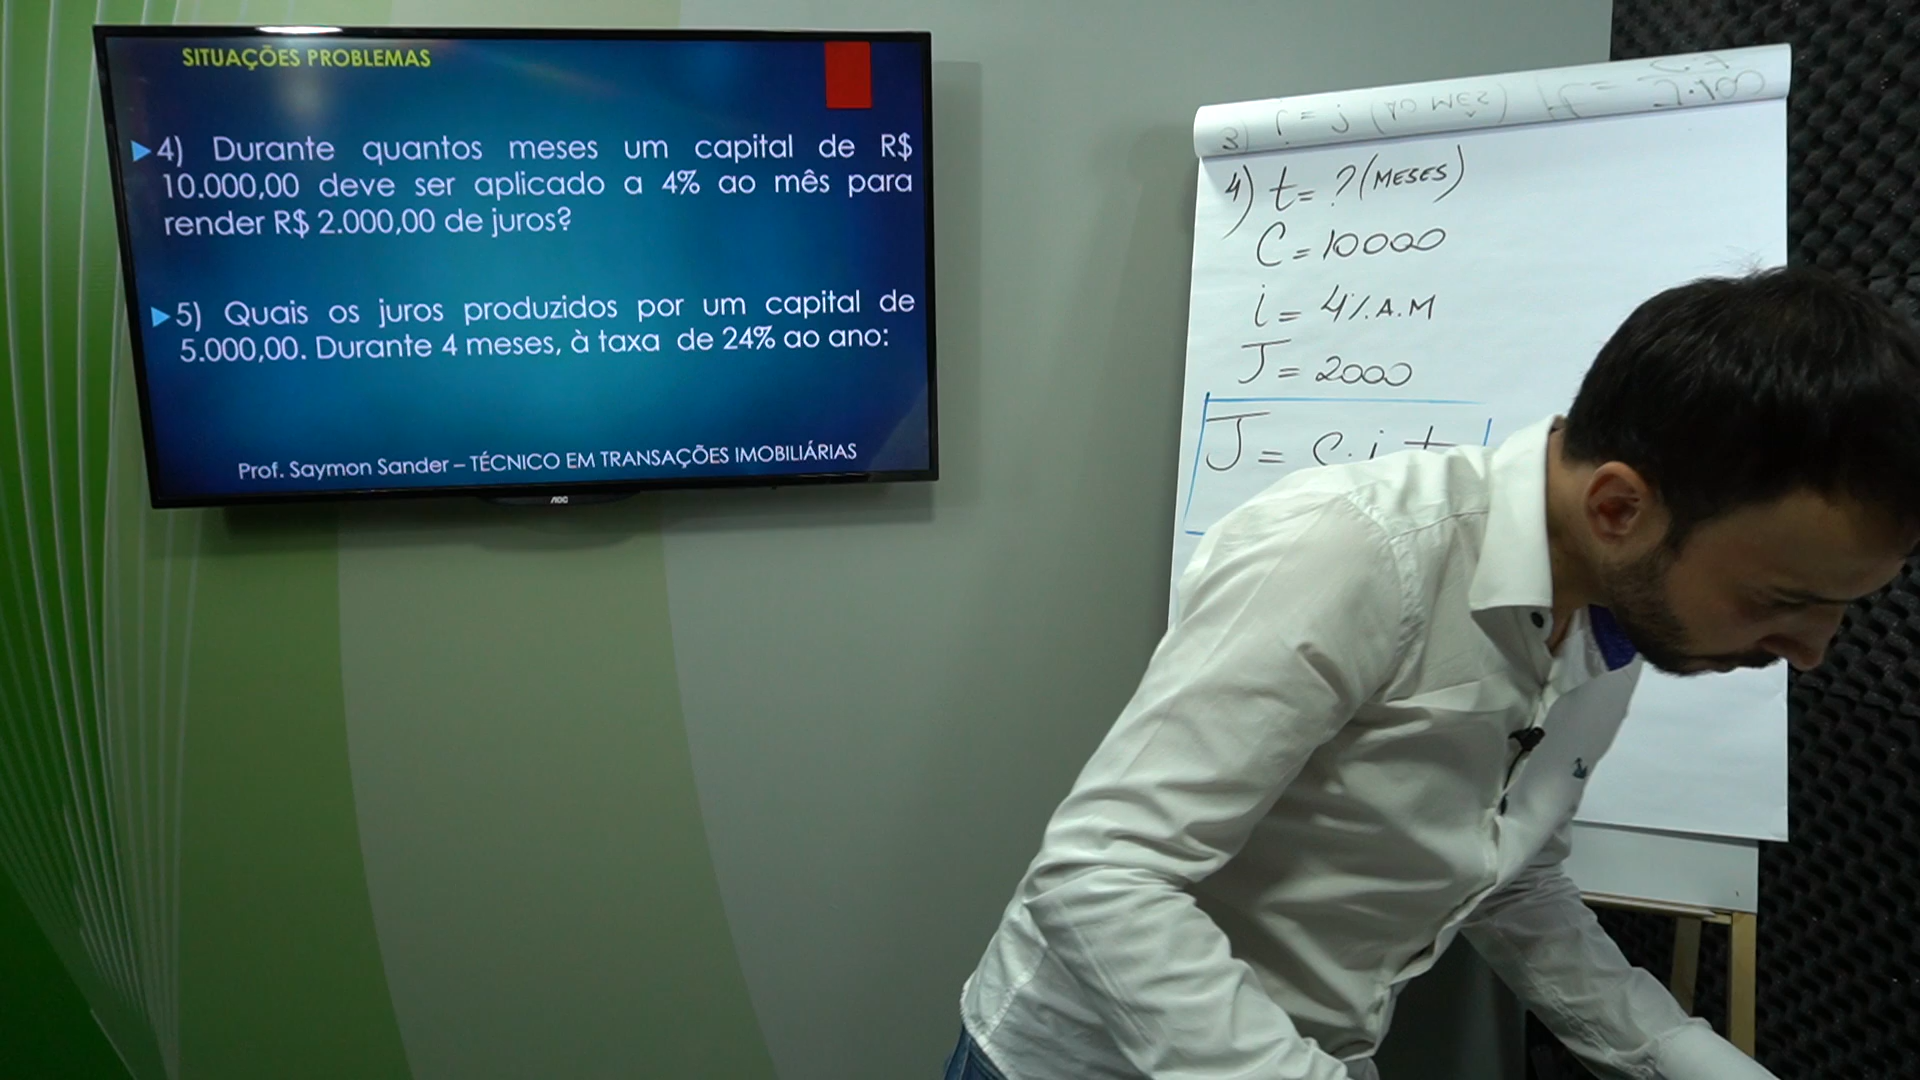 SITUAÇÕES PROBLEMAS
4) Durante quantos meses um capital de R$
10.000,00 deve ser aplicado a 4% ao mês para
render R$ 2.000,00 de juros?
5) Quais os juros produzidos por um capital de
5.000,00. Durante 4 meses, à taxa de 24% ao ano:
Prof. Saymon Sander – TÉCNICO EM TRANSAÇÕES IMOBILIÁRIAS
AOC
4) t = ? (MESES)
C = 10000
i = 4%.A.M
J = 2000
J = c.i.t